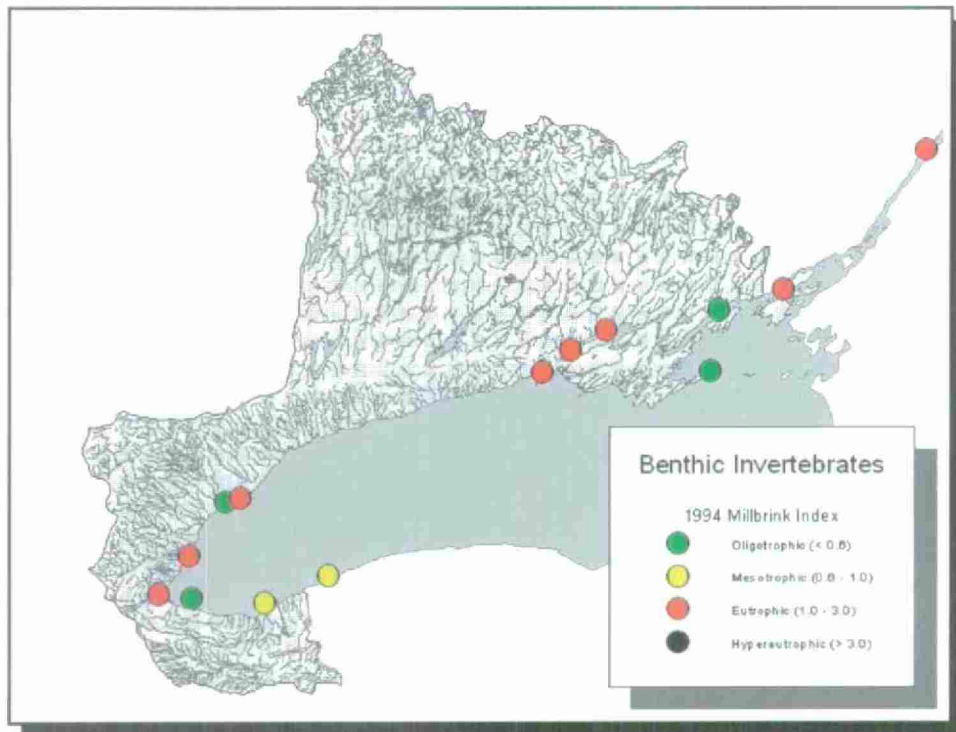 Benthic Invertebrates
1994 Millbrink Index
Oligotrophic (< 0.6)
Mesotrophic (0.6 - 1.0)
Eutrophic (1.0 - 3.0)
Hypereutrophic (> 3.0)